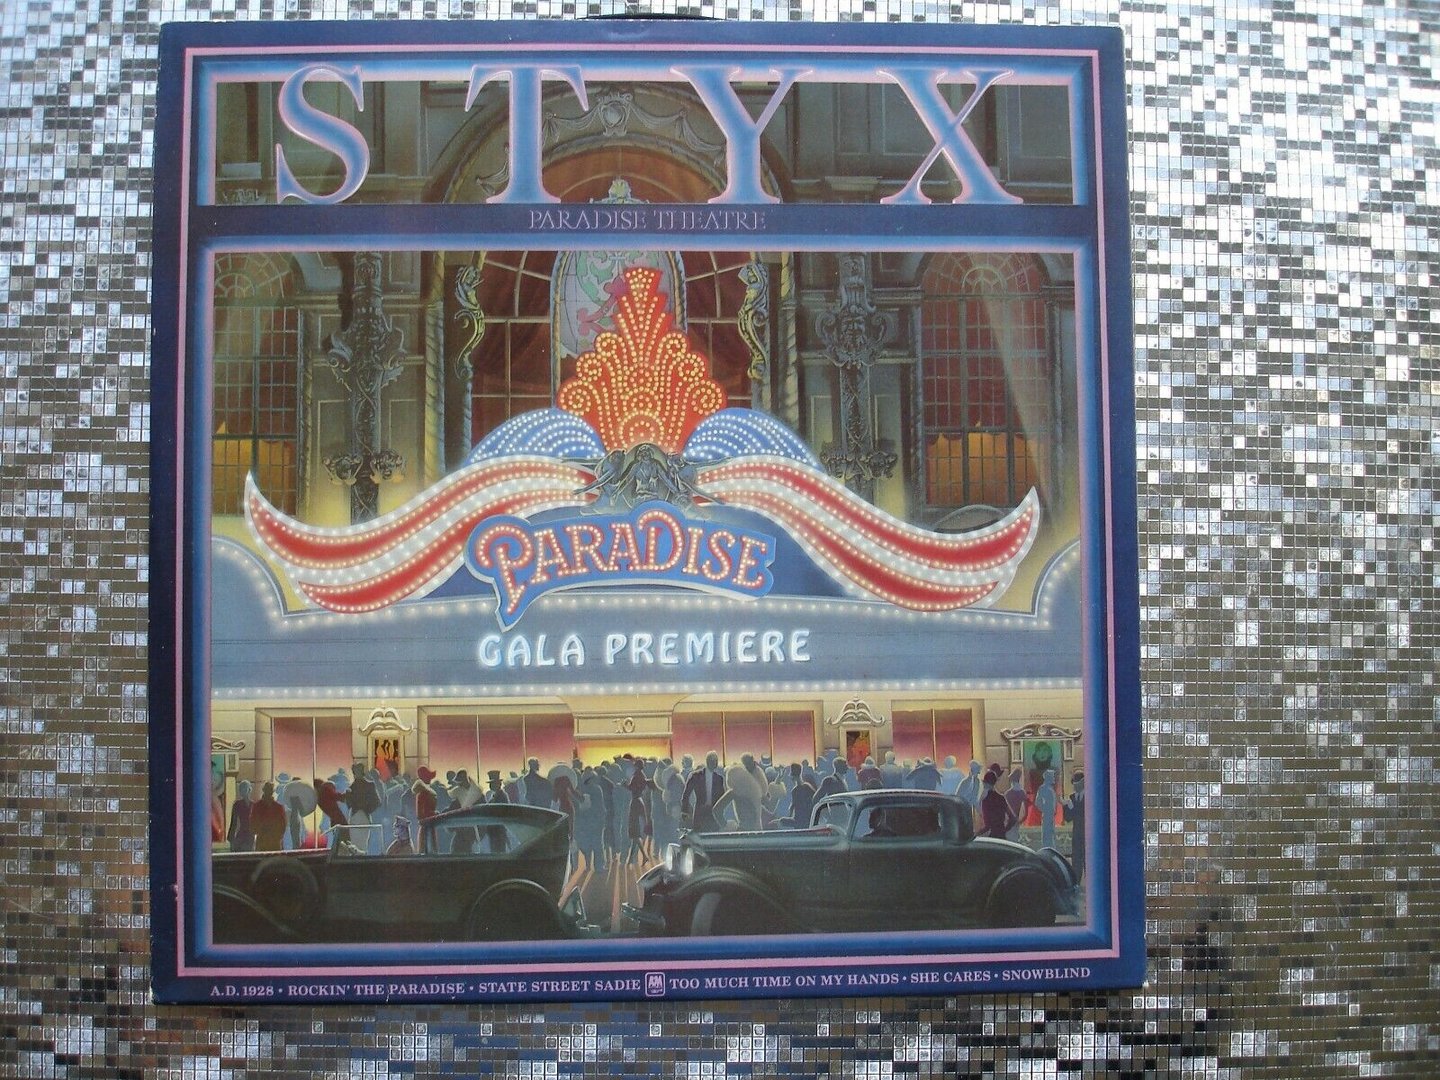 STYX
PARADISE THEATRE
PARADISE
GALA PREMIERE
A.D. 1928 • ROCKIN' THE PARADISE • STATE STREET SADIE A&M TOO MUCH TIME ON MY HANDS • SHE CARES • SNOWBLIND